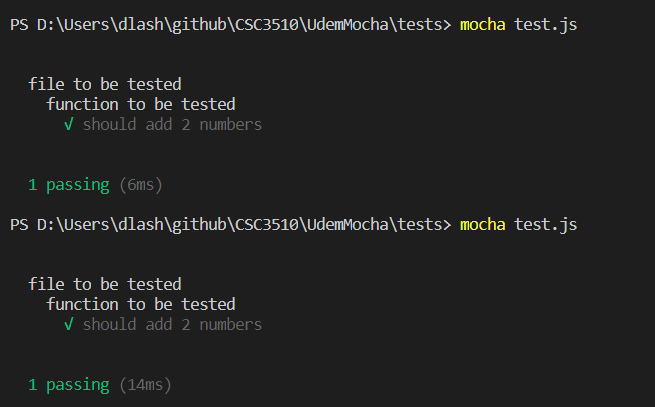 PS D:\Users\dlash\github\CSC3510\UdemMocha\tests> mocha test.js
file to be tested
function to be tested
√ should add 2 numbers
1 passing (6ms)
PS D:\Users\dlash\github\CSC3510\UdemMocha\tests> mocha test.js
file to be tested
function to be tested
√ should add 2 numbers
1 passing (14ms)